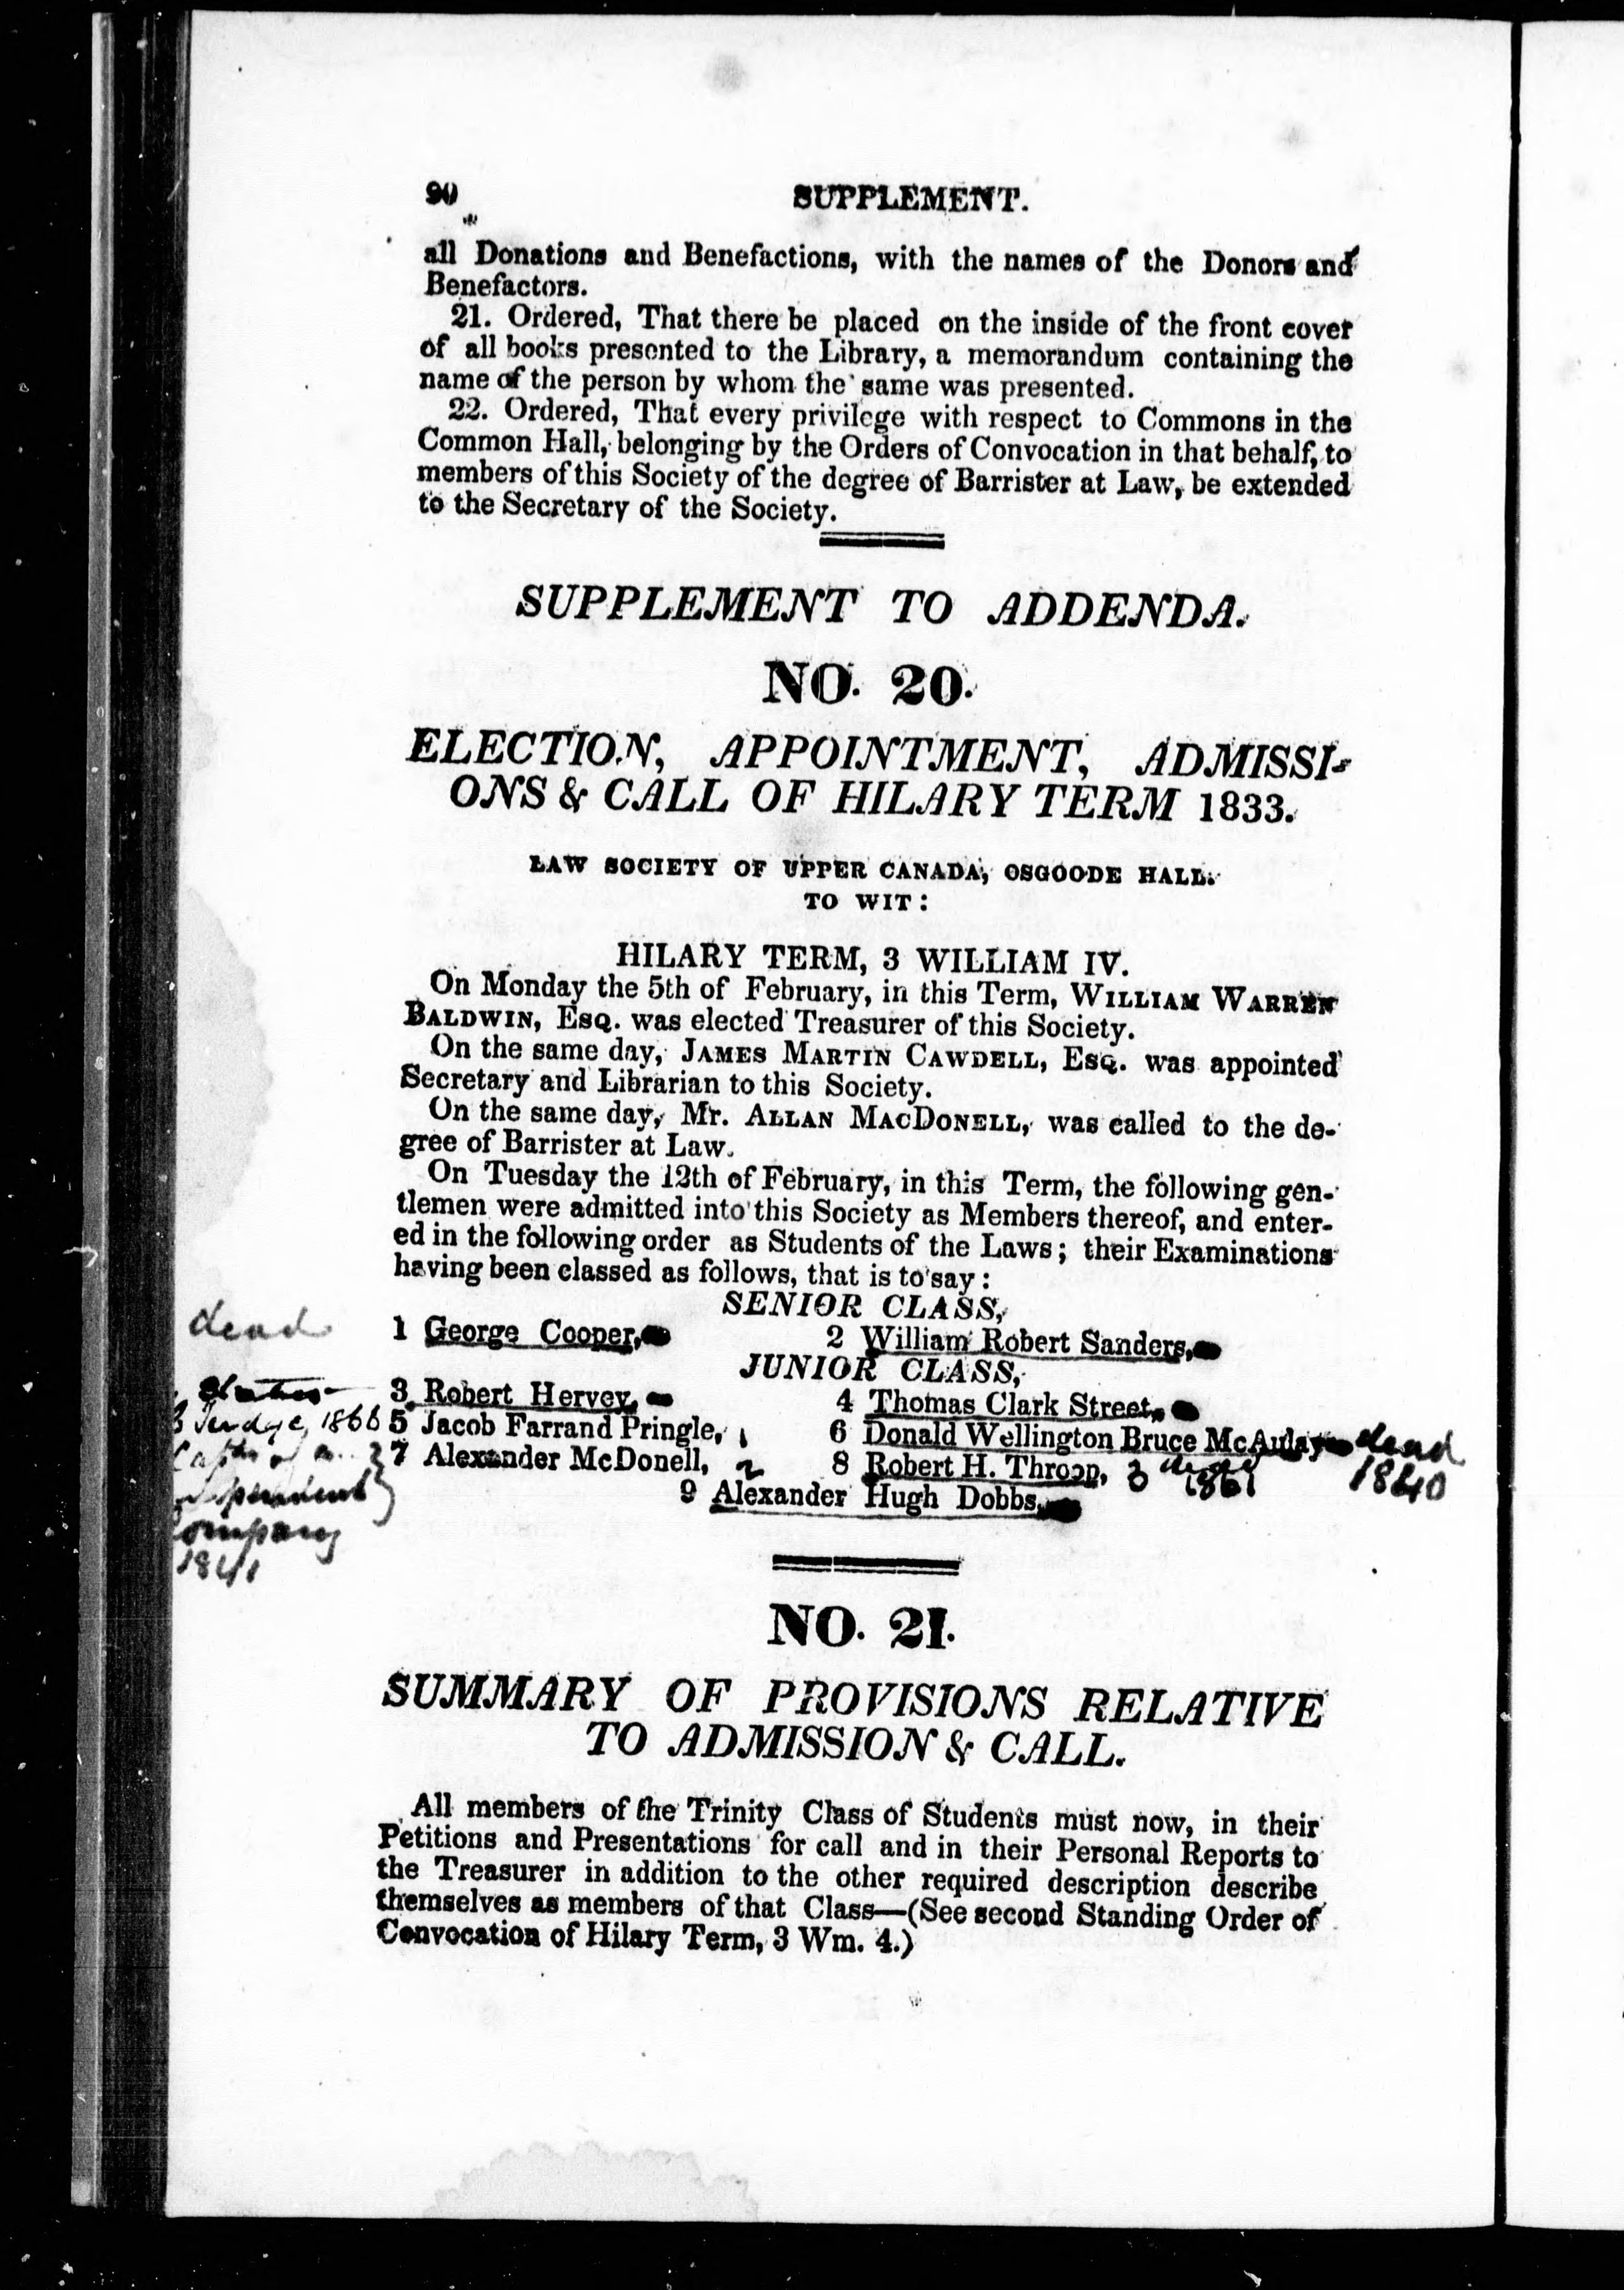 90 SUPPLEMENT.
all Donations and Benefactions, with the names of the Donors and
Benefactors.
21. Ordered, That there be placed on the inside of the front cover
of all books presented to the Library, a memorandum containing the
name of the person by whom the same was presented.
22. Ordered, That every privilege with respect to Commons in the
Common Hall, belonging by the Orders of Convocation in that behalf, to
members of this Society of the degree of Barrister at Law, be extended
to the Secretary of the Society.
SUPPLEMENT TO ADDENDA.
NO. 20.
ELECTION, APPOINTMENT, ADMISSI-
ONS & CALL OF HILARY TERM 1833.
LAW SOCIETY OF UPPER CANADA, OSGOODE HALL.
TO WIT:
HILARY TERM, 3 WILLIAM IV.
On Monday the 5th of February, in this Term, WILLIAM WARREN
BALDWIN, ESQ. was elected Treasurer of this Society.
On the same day, JAMES MARTIN CAWDELL, ESQ. was appointed
Secretary and Librarian to this Society.
On the same day, Mr. ALLAN MACDONELL, was called to the de-
gree of Barrister at Law.
On Tuesday the 12th of February, in this Term, the following gen-
tlemen were admitted into this Society as Members thereof, and enter-
ed in the following order as Students of the Laws; their Examinations
having been classed as follows, that is to say:
SENIOR CLASS,
dead 1 George Cooper, 2 William Robert Sanders,
JUNIOR CLASS,
3 Robert Hervey, 4 Thomas Clark Street,
Judge 1866 5 Jacob Farrand Pringle, 1 6 Donald Wellington Bruce McAulay dead
7 Alexander McDonell, 2 8 Robert H. Throop, 3 1861 1840
9 Alexander Hugh Dobbs,
Company
1841
NO. 21.
SUMMARY OF PROVISIONS RELATIVE
TO ADMISSION & CALL.
All members of the Trinity Class of Students must now, in their
Petitions and Presentations for call and in their Personal Reports to
the Treasurer in addition to the other required description describe
themselves as members of that Class—(See second Standing Order of
Convocation of Hilary Term, 3 Wm. 4.)